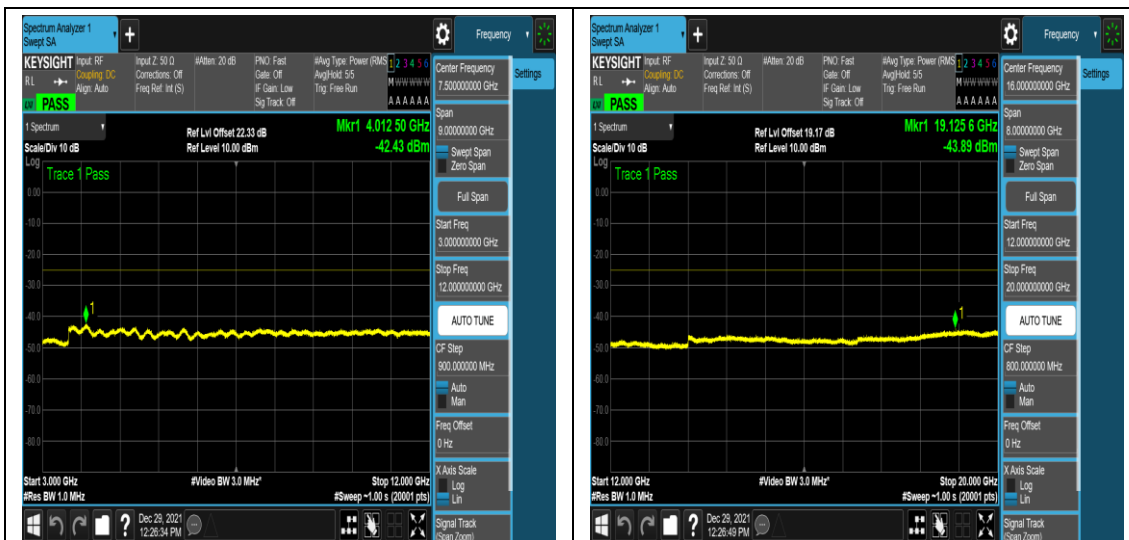 Spectrum Analyzer 1
Swept SA
+
Frequency
KEYSIGHT Input: RF Input Z: 50 Ω #Atten: 20 dB PNO: Fast #Avg Type: Power (RMS 1 2 3 4 5 6
RL Coupling: DC Corrections: Off Gate: Off Avg|Hold: 5/5 M W W W W W
Align: Auto Freq Ref: Int (S) IF Gain: Low Trig: Free Run
Sig Track: Off A A A A A A
PASS
1 Spectrum
Ref Lvl Offset 22.33 dB
Mkr1 4.012 50 GHz
Scale/Div 10 dB
Ref Level 10.00 dBm
-42.43 dBm
Log
Trace 1 Pass
0.00
-10.0
-20.0
-30.0
-40.0
-50.0
-60.0
-70.0
-80.0
1
Start 3.000 GHz #Video BW 3.0 MHz* Stop 12.000 GHz
#Res BW 1.0 MHz #Sweep ~1.00 s (20001 pts)
? Dec 29, 2021
12:26:34 PM
Center Frequency
7.500000000 GHz
Settings
Span
9.00000000 GHz
Swept Span
Zero Span
Full Span
Start Freq
3.000000000 GHz
Stop Freq
12.000000000 GHz
AUTO TUNE
CF Step
900.000000 MHz
Auto
Man
Freq Offset
0 Hz
X Axis Scale
Log
Lin
Signal Track
(Span Zoom)
Spectrum Analyzer 1
Swept SA
+
Frequency
KEYSIGHT Input: RF Input Z: 50 Ω #Atten: 20 dB PNO: Fast #Avg Type: Power (RMS 1 2 3 4 5 6
RL Coupling: DC Corrections: Off Gate: Off Avg|Hold: 5/5 M W W W W W
Align: Auto Freq Ref: Int (S) IF Gain: Low Trig: Free Run
Sig Track: Off A A A A A A
PASS
1 Spectrum
Ref Lvl Offset 19.17 dB
Mkr1 19.125 6 GHz
Scale/Div 10 dB
Ref Level 10.00 dBm
-43.89 dBm
Log
Trace 1 Pass
0.00
-10.0
-20.0
-30.0
-40.0
-50.0
-60.0
-70.0
-80.0
1
Start 12.000 GHz #Video BW 3.0 MHz* Stop 20.000 GHz
#Res BW 1.0 MHz #Sweep ~1.00 s (20001 pts)
? Dec 29, 2021
12:26:49 PM
Center Frequency
16.000000000 GHz
Settings
Span
8.00000000 GHz
Swept Span
Zero Span
Full Span
Start Freq
12.000000000 GHz
Stop Freq
20.000000000 GHz
AUTO TUNE
CF Step
800.000000 MHz
Auto
Man
Freq Offset
0 Hz
X Axis Scale
Log
Lin
Signal Track
(Span Zoom)